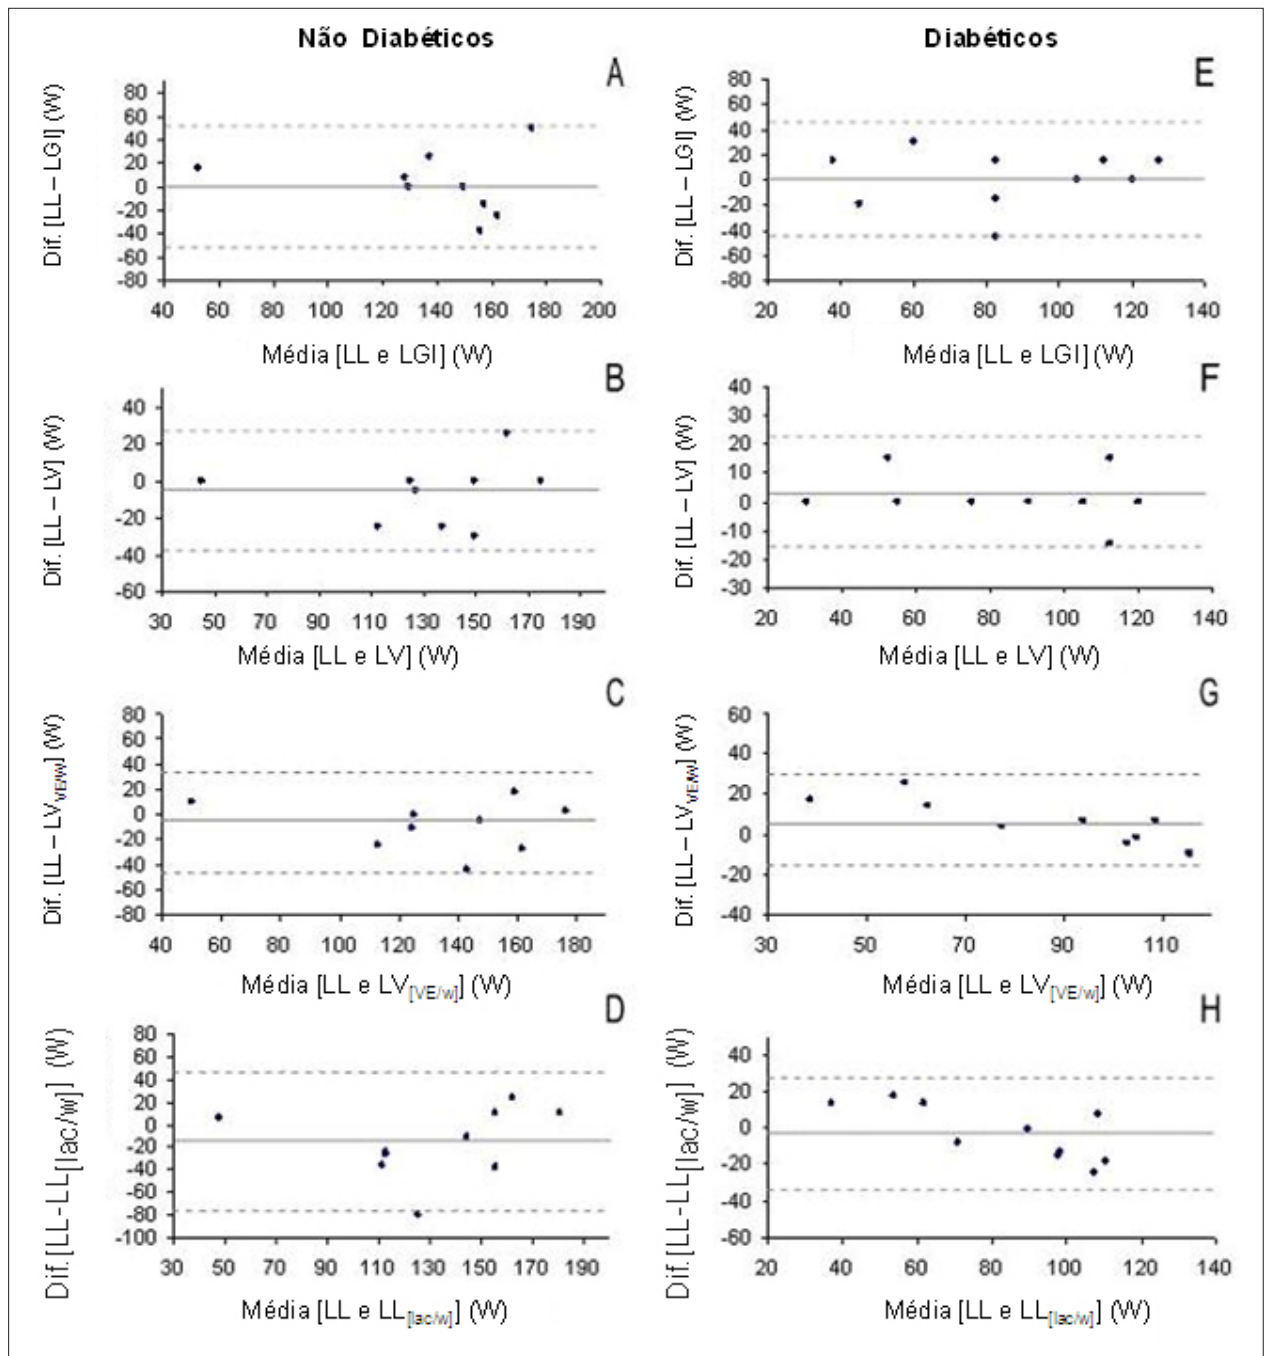 Não Diabéticos
Diabéticos
A
Dif. [LL – LGI] (W)
80
60
40
20
0
-20
-40
-60
-80
40 60 80 100 120 140 160 180 200
Média [LL e LGI] (W)
E
Dif. [LL – LGI] (W)
80
60
40
20
0
-20
-40
-60
-80
20 40 60 80 100 120 140
Média [LL e LGI] (W)
B
Dif. [LL – LV] (W)
40
20
0
-20
-40
-60
30 50 70 90 110 130 150 170 190
Média [LL e LV] (W)
F
Dif. [LL – LV] (W)
40
30
20
10
0
-10
-20
-30
20 40 60 80 100 120 140
Média [LL e LV] (W)
C
Dif. [LL – LV VE/W] (W)
80
60
40
20
0
-20
-40
-60
-80
40 60 80 100 120 140 160 180
Média [LL e LV[VE/w]] (W)
G
Dif. [LL – LV VE/W] (W)
60
40
20
0
-20
-40
30 50 70 90 110
Média [LL e LV[VE/w]] (W)
D
Dif. [LL-LL[lac/w]] (W)
80
60
40
20
0
-20
-40
-60
-80
-100
30 50 70 90 110 130 150 170 190
Média [LL e LL[lac/w]] (W)
H
Dif. [LL-LL[lac/w]] (W)
40
20
0
-20
-40
-60
20 40 60 80 100 120 140
Média [LL e LL[lac/w]] (W)